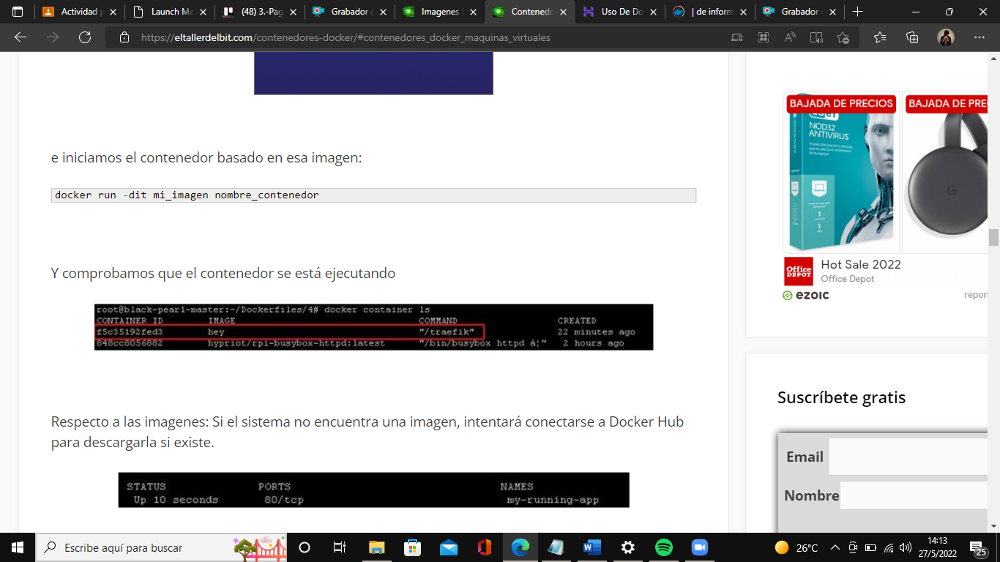 Actividad p
Launch Me
(48) 3.-Pag
Grabador d
Imagenes
Contenedo
Uso De Do
| de inform
Grabador d
https://eltallerdelbit.com/contenedores-docker/#contenedores_docker_maquinas_virtuales
e iniciamos el contenedor basado en esa imagen:
docker run -dit mi_imagen nombre_contenedor
Y comprobamos que el contenedor se está ejecutando
root@black-pearl-master:~/Dockerfiles/4# docker container ls
CONTAINER ID IMAGE COMMAND CREATED
f5c35192fed3 hey "/traefik" 22 minutes ago
848cc8056882 hypriot/rpi-busybox-httpd:latest "/bin/busybox httpd â¦" 2 hours ago
Respecto a las imagenes: Si el sistema no encuentra una imagen, intentará conectarse a Docker Hub
para descargarla si existe.
STATUS PORTS NAMES
Up 10 seconds 80/tcp my-running-app
BAJADA DE PRECIOS
BAJADA DE PRE
NOD32
ANTIVIRUS
G
Office DEPOT
Hot Sale 2022
Office Depot
ezoic
report
Suscríbete gratis
Email
Nombre
Escribe aquí para buscar
26°C
14:13
27/5/2022
25